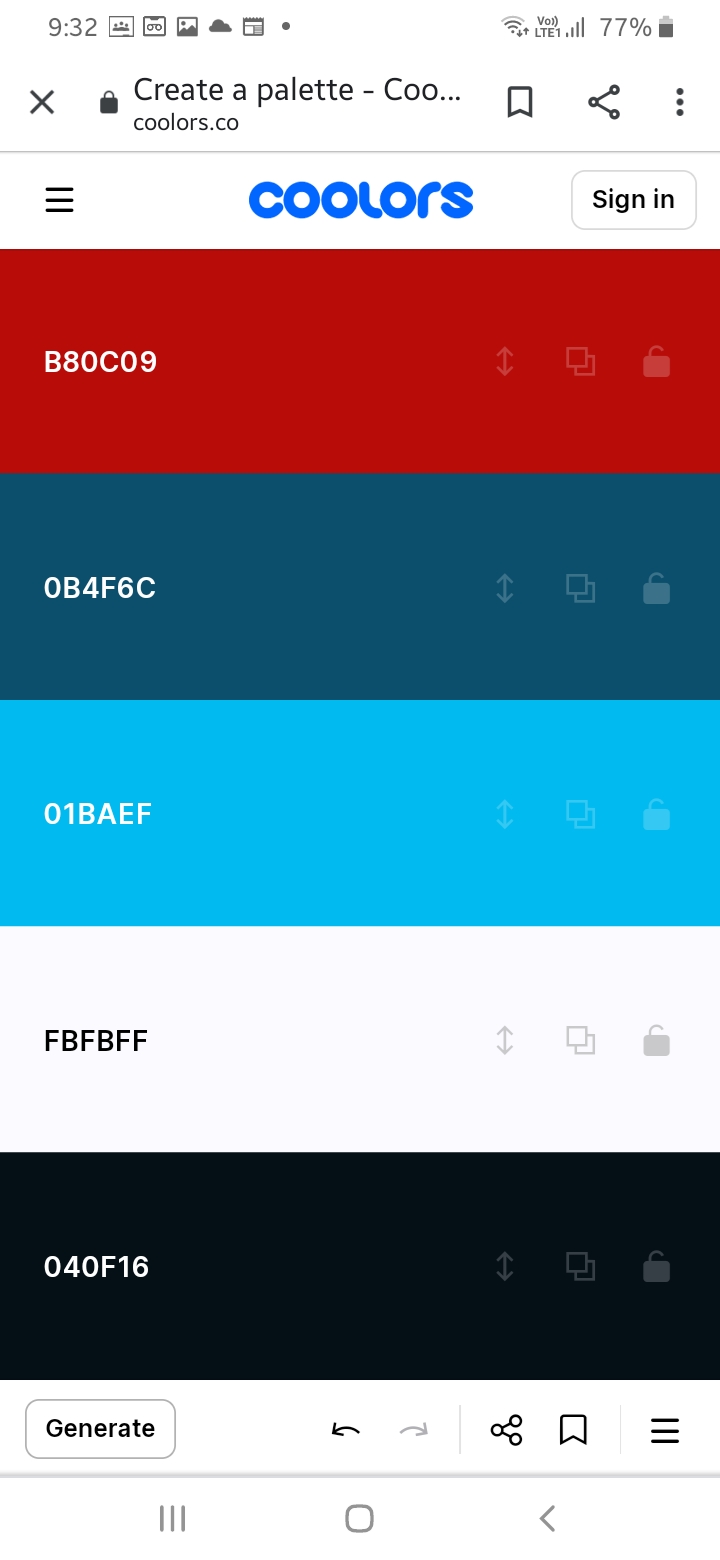 9:32
Vo)
LTE1
77%
Create a palette - Coo...
coolors.co
coolors
Sign in
B80C09
0B4F6C
01BAEF
FBFBFF
040F16
Generate